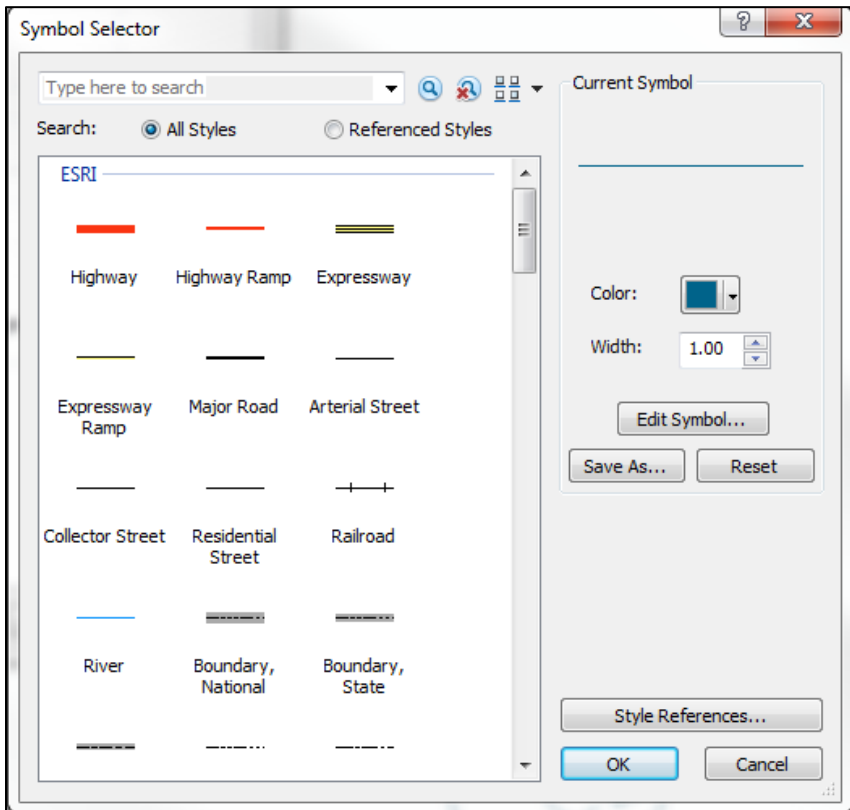 Symbol Selector
Type here to search
Search: All Styles Referenced Styles
ESRI
Highway Highway Ramp Expressway
Expressway Ramp Major Road Arterial Street
Collector Street Residential Street Railroad
River Boundary, National Boundary, State
Current Symbol
Color:
Width: 1.00
Edit Symbol...
Save As... Reset
Style References...
OK Cancel